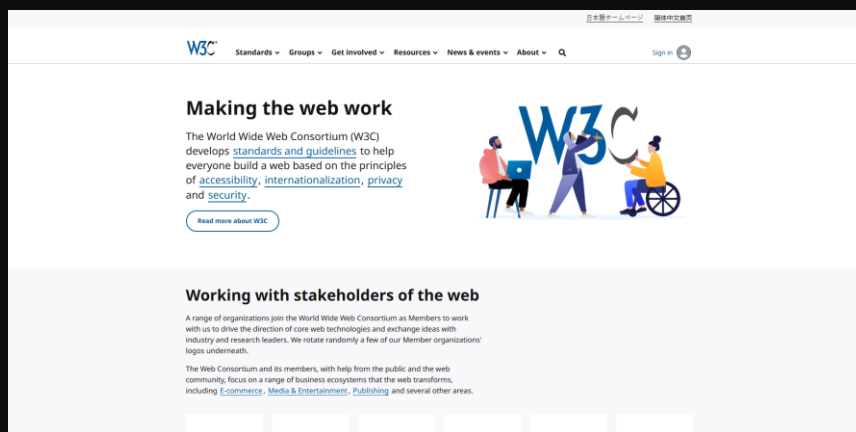 日本語ホームページ 简体中文首页
W3C®
Standards Groups Get involved Resources News & events About Sign in
Making the web work
The World Wide Web Consortium (W3C)
develops standards and guidelines to help
everyone build a web based on the principles
of accessibility, internationalization, privacy
and security.
Read more about W3C
W3C
Working with stakeholders of the web
A range of organizations join the World Wide Web Consortium as Members to work
with us to drive the direction of core web technologies and exchange ideas with
industry and research leaders. We rotate randomly a few of our Member organizations'
logos underneath.
The Web Consortium and its members, with help from the public and the web
community, focus on a range of business ecosystems that the web transforms,
including E-commerce, Media & Entertainment, Publishing and several other areas.